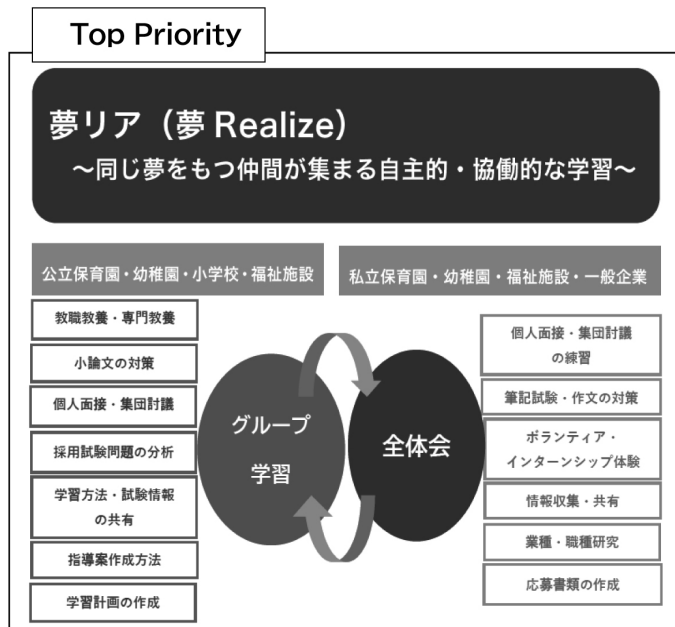 Top Priority
夢リア（夢 Realize）
～同じ夢をもつ仲間が集まる自主的・協働的な学習～
公立保育園・幼稚園・小学校・福祉施設
私立保育園・幼稚園・福祉施設・一般企業
教職教養・専門教養
小論文の対策
個人面接・集団討議
採用試験問題の分析
学習方法・試験情報
の共有
指導案作成方法
学習計画の作成
グループ
学習
全体会
個人面接・集団討議
の練習
筆記試験・作文の対策
ボランティア・
インターンシップ体験
情報収集・共有
業種・職種研究
応募書類の作成